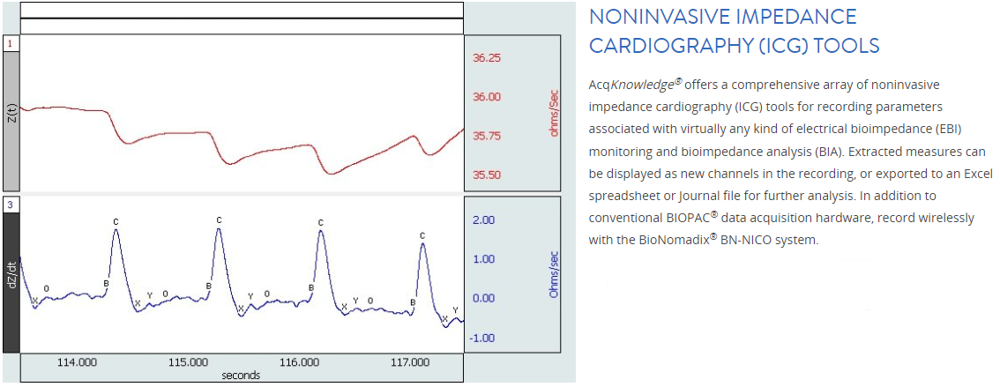 1
Z(t)
36.25
36.00
35.75
35.50
ohms/Sec
3
dZ/dt
2.00
1.00
0.00
-1.00
Ohms/sec
C
C
C
C
X O B X Y O B X Y O B X Y O B X Y
114.000 115.000 116.000 117.000
seconds
NONINVASIVE IMPEDANCE
CARDIOGRAPHY (ICG) TOOLS
AcqKnowledge® offers a comprehensive array of noninvasive
impedance cardiography (ICG) tools for recording parameters
associated with virtually any kind of electrical bioimpedance (EBI)
monitoring and bioimpedance analysis (BIA). Extracted measures can
be displayed as new channels in the recording, or exported to an Excel
spreadsheet or Journal file for further analysis. In addition to
conventional BIOPAC® data acquisition hardware, record wirelessly
with the BioNomadix® BN-NICO system.